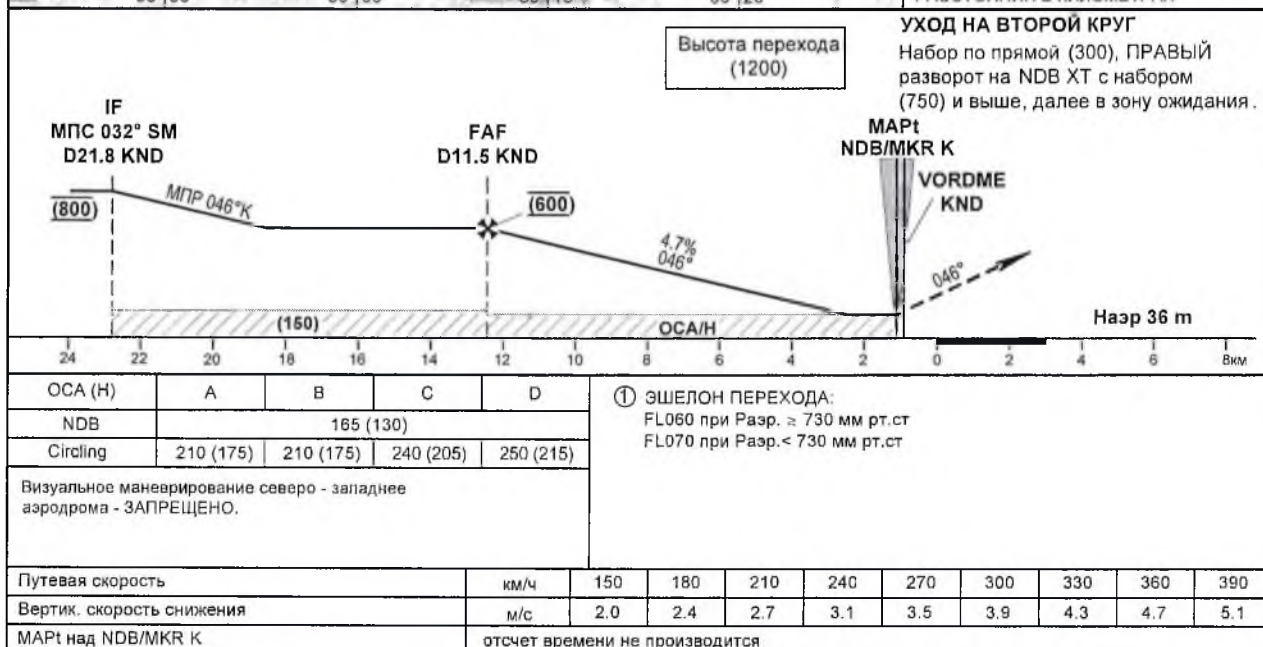 УХОД НА ВТОРОЙ КРУГ
Набор по прямой (300), ПРАВЫЙ
разворот на NDB XT с набором
(750) и выше, далее в зону ожидания.
Высота перехода
(1200)
IF
МПС 032° SM
D21.8 KND
FAF
D11.5 KND
MAPt
NDB/MKR K
VORDME
KND
(800)
МПР 046°K
(600)
4.7%
046°
046°
(150)
OCA/H
Наэр 36 m
24 22 20 18 16 14 12 10 8 6 4 2 0 2 4 6 8км
OCA (H) A B C D
NDB 165 (130)
Circling 210 (175) 210 (175) 240 (205) 250 (215)
Визуальное маневрирование северо - западнее
аэродрома - ЗАПРЕЩЕНО.
① ЭШЕЛОН ПЕРЕХОДА:
FL060 при Раэр. ≥ 730 мм рт.ст
FL070 при Раэр.< 730 мм рт.ст
Путевая скорость км/ч 150 180 210 240 270 300 330 360 390
Вертик. скорость снижения м/с 2.0 2.4 2.7 3.1 3.5 3.9 4.3 4.7 5.1
MAPt над NDB/MKR K отсчет времени не производится